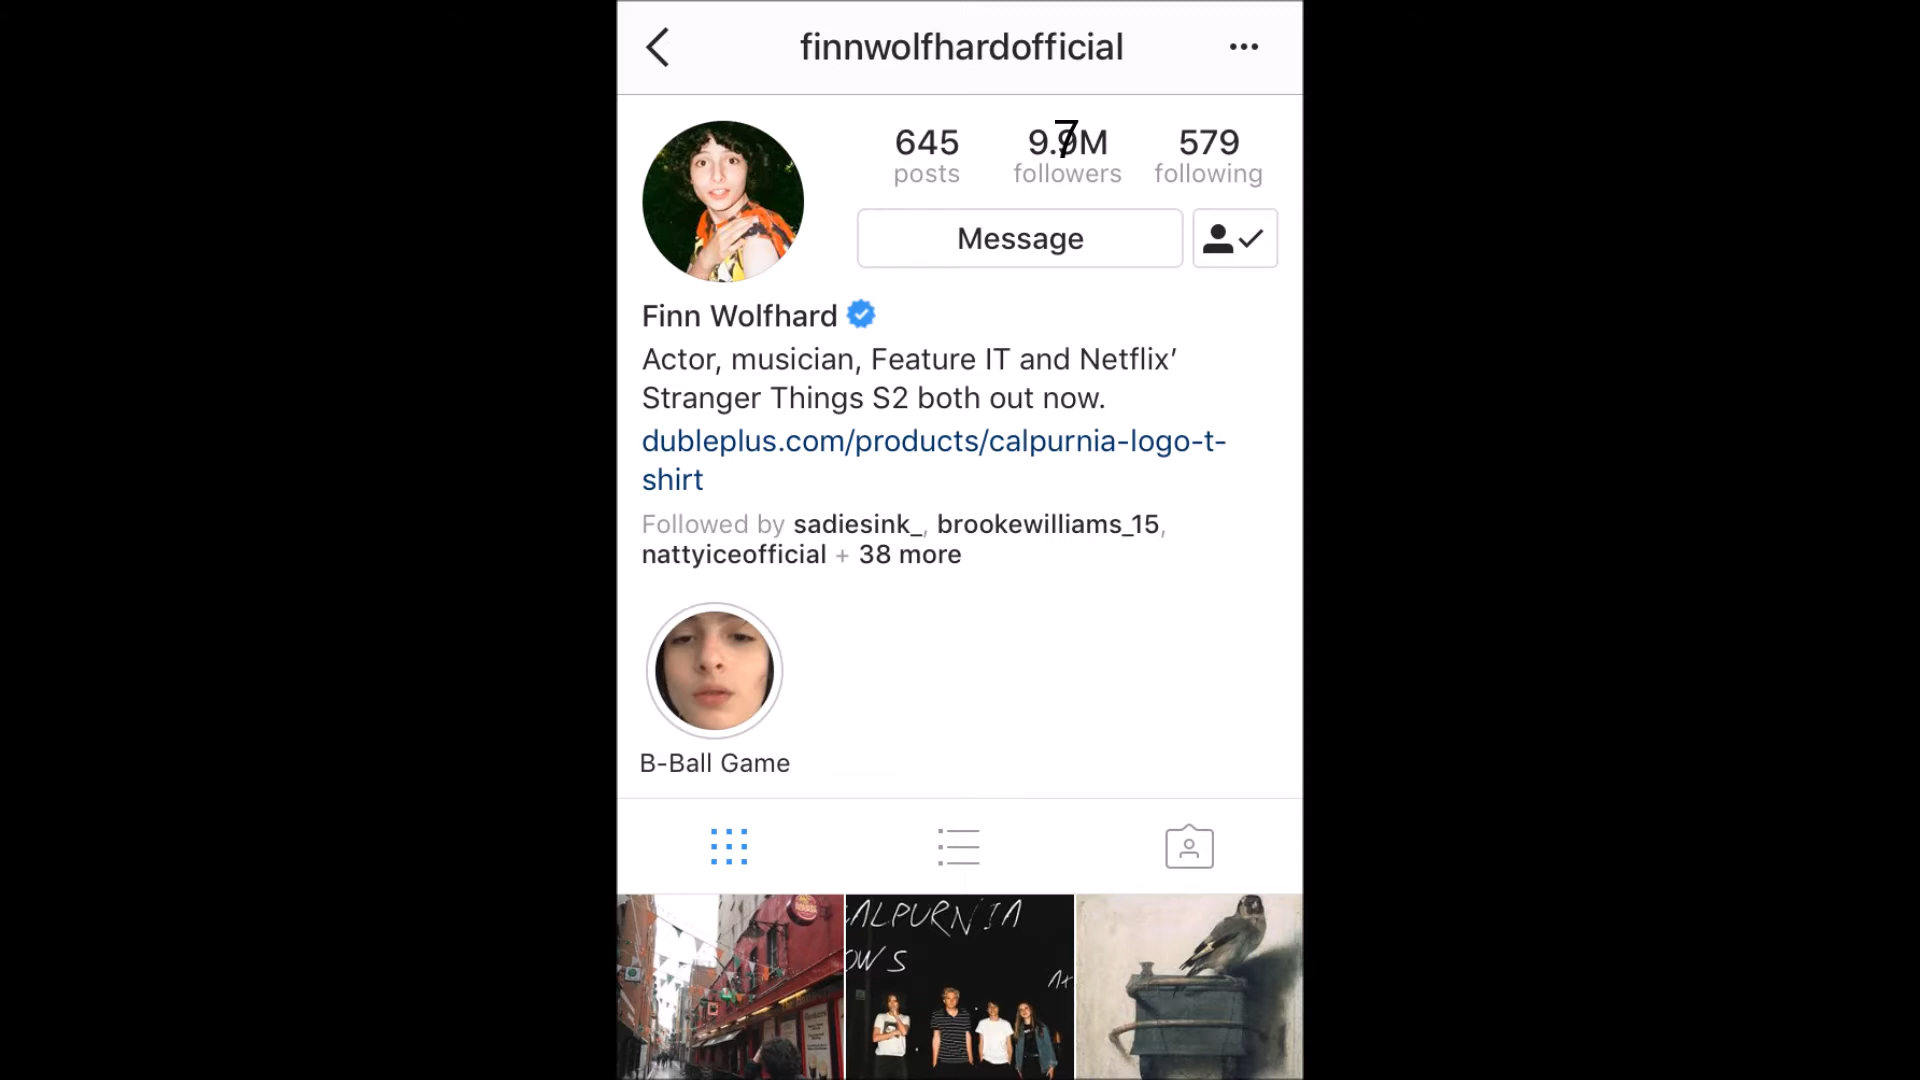 finnwolfhardofficial
645
9.9M
7
579
posts
followers
following
Message
Finn Wolfhard
Actor, musician, Feature IT and Netflix’
Stranger Things S2 both out now.
dubleplus.com/products/calpurnia-logo-t-
shirt
Followed by sadiesink_, brookewilliams_15,
nattyiceofficial + 38 more
B-Ball Game
ALPURNIA
OWS